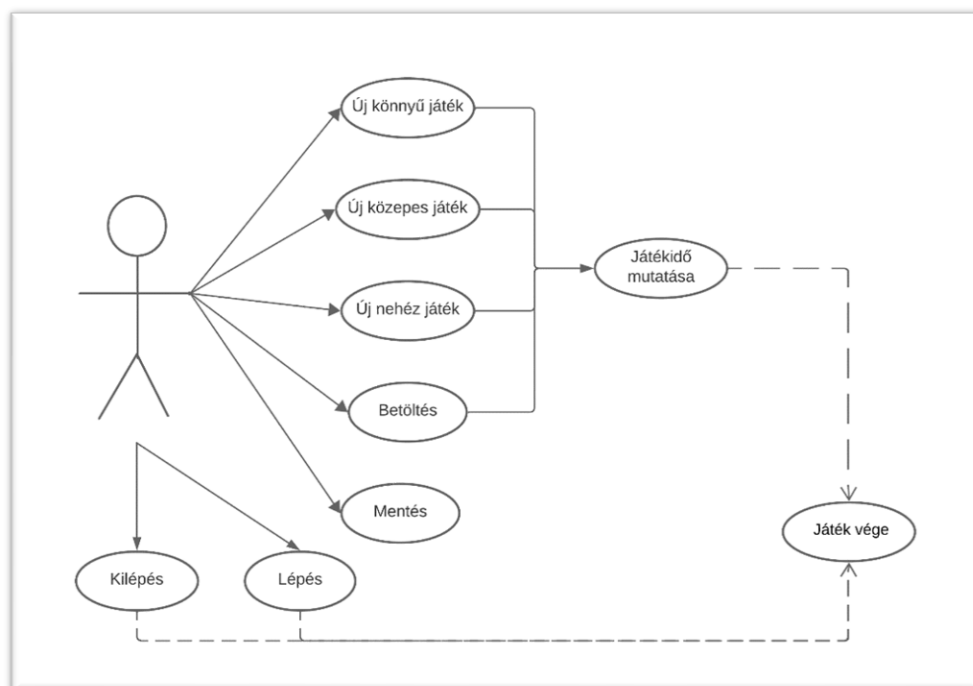 Új könnyű játék
Új közepes játék
Játékidő
mutatása
Új nehéz játék
Betöltés
Mentés
Játék vége
Kilépés
Lépés